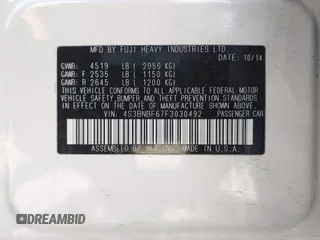 MFD. BY FUJI HEAVY INDUSTRIES LTD.
DATE: 10/14
GVWR: 4519 LB ( 2050 KG)
GAWR: F 2535 LB ( 1150 KG)
GAWR: R 2645 LB ( 1200 KG)
THIS VEHICLE CONFORMS TO ALL APPLICABLE FEDERAL MOTOR
VEHICLE SAFETY, BUMPER, AND THEFT PREVENTION STANDARDS
IN EFFECT ON THE DATE OF MANUFACTURE SHOWN ABOVE.
VIN: 4S3BNBF67F3030492 PASSENGER CAR
ASSEMBLED BY MADE IN U.S.A.
DREAMBID